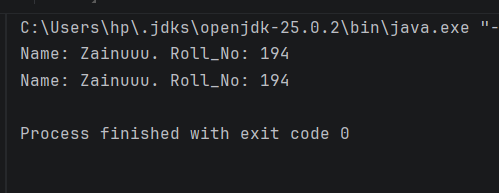 C:\Users\hp\.jdks\openjdk-25.0.2\bin\java.exe "-
Name: Zainuuu. Roll_No: 194
Name: Zainuuu. Roll_No: 194
Process finished with exit code 0